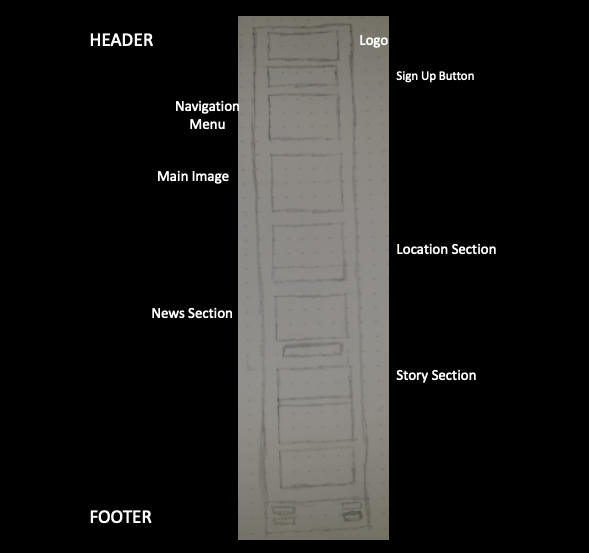 HEADER
Logo
Sign Up Button
Navigation
Menu
Main Image
Location Section
News Section
Story Section
FOOTER